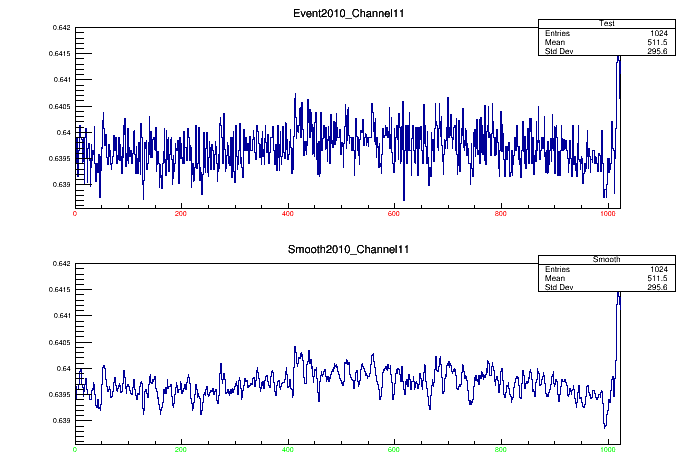 Event2010_Channel11
Test
Entries 1024
Mean 511.5
Std Dev 295.6
0.642
0.6415
0.641
0.6405
0.64
0.6395
0.639
0 200 400 600 800 1000
Smooth2010_Channel11
Smooth
Entries 1024
Mean 511.5
Std Dev 295.6
0.642
0.6415
0.641
0.6405
0.64
0.6395
0.639
0 200 400 600 800 1000